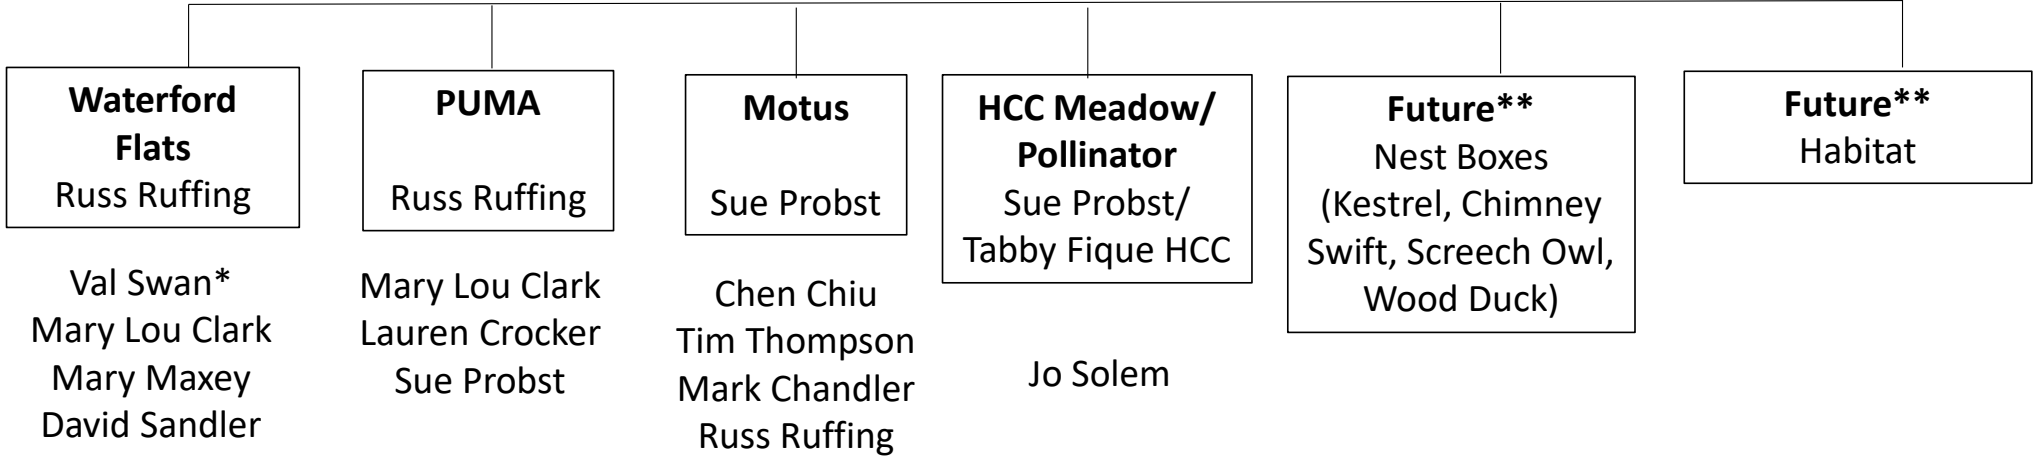 Waterford
Flats
Russ Ruffing
Val Swan*
Mary Lou Clark
Mary Maxey
David Sandler
PUMA
Russ Ruffing
Mary Lou Clark
Lauren Crocker
Sue Probst
Motus
Sue Probst
Chen Chiu
Tim Thompson
Mark Chandler
Russ Ruffing
HCC Meadow/
Pollinator
Sue Probst/
Tabby Fique HCC
Jo Solem
Future**
Nest Boxes
(Kestrel, Chimney
Swift, Screech Owl,
Wood Duck)
Future**
Habitat